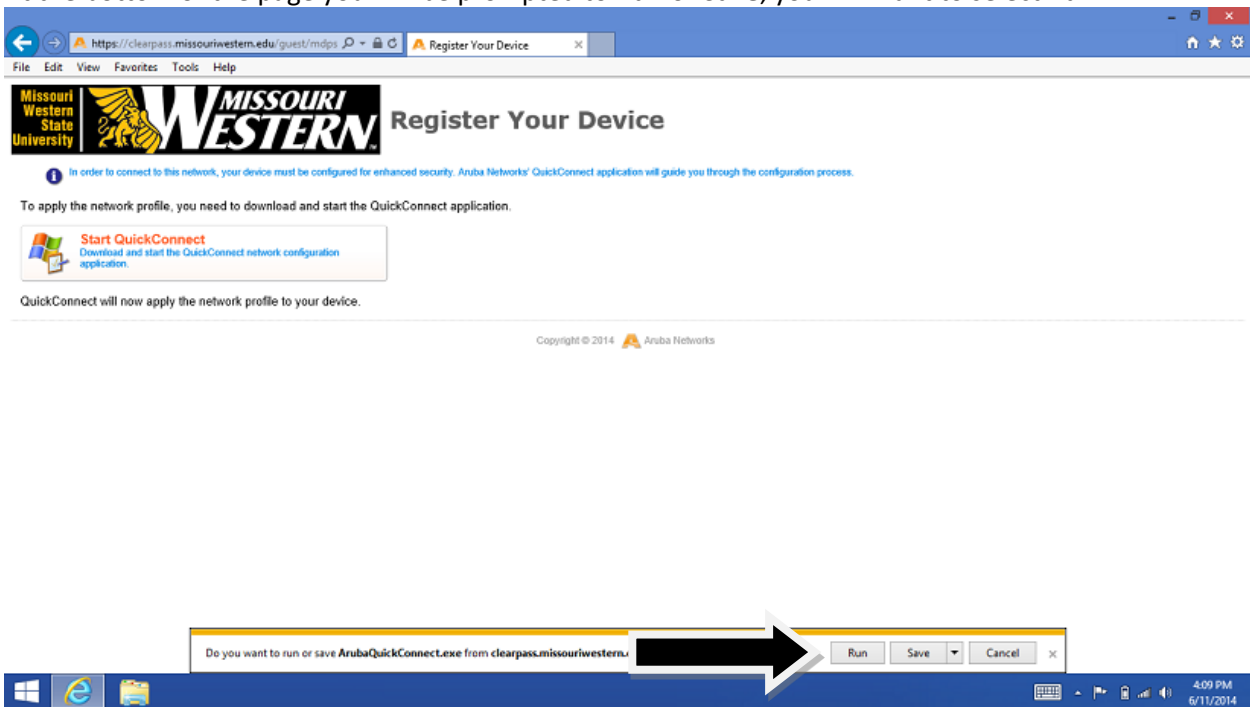 https://clearpass.missouriwestern.edu/guest/mdps
Register Your Device
File Edit View Favorites Tools Help
Missouri
Western
State
University
MISSOURI
WESTERN
Register Your Device
In order to connect to this network, your device must be configured for enhanced security. Aruba Networks' QuickConnect application will guide you through the configuration process.
To apply the network profile, you need to download and start the QuickConnect application.
Start QuickConnect
Download and start the QuickConnect network configuration
application.
QuickConnect will now apply the network profile to your device.
Copyright © 2014 Aruba Networks
Do you want to run or save ArubaQuickConnect.exe from clearpass.missouriwestern. Run Save Cancel
4:09 PM
6/11/2014